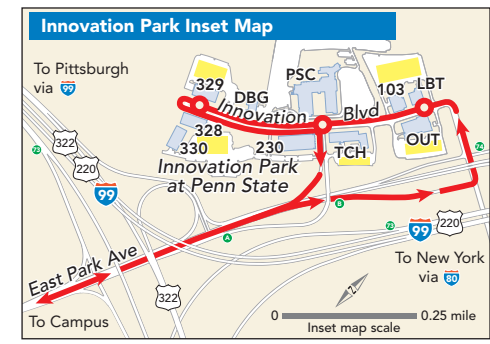 Innovation Park Inset Map
To Pittsburgh
via 99
329
DBG
PSC
103
LBT
Innovation Blvd
328
330
230
TCH
OUT
Innovation Park
at Penn State
73
322
220
99
74
B
A
73
99
220
East Park Ave
To New York
via 80
322
To Campus
N
0
0.25 mile
Inset map scale